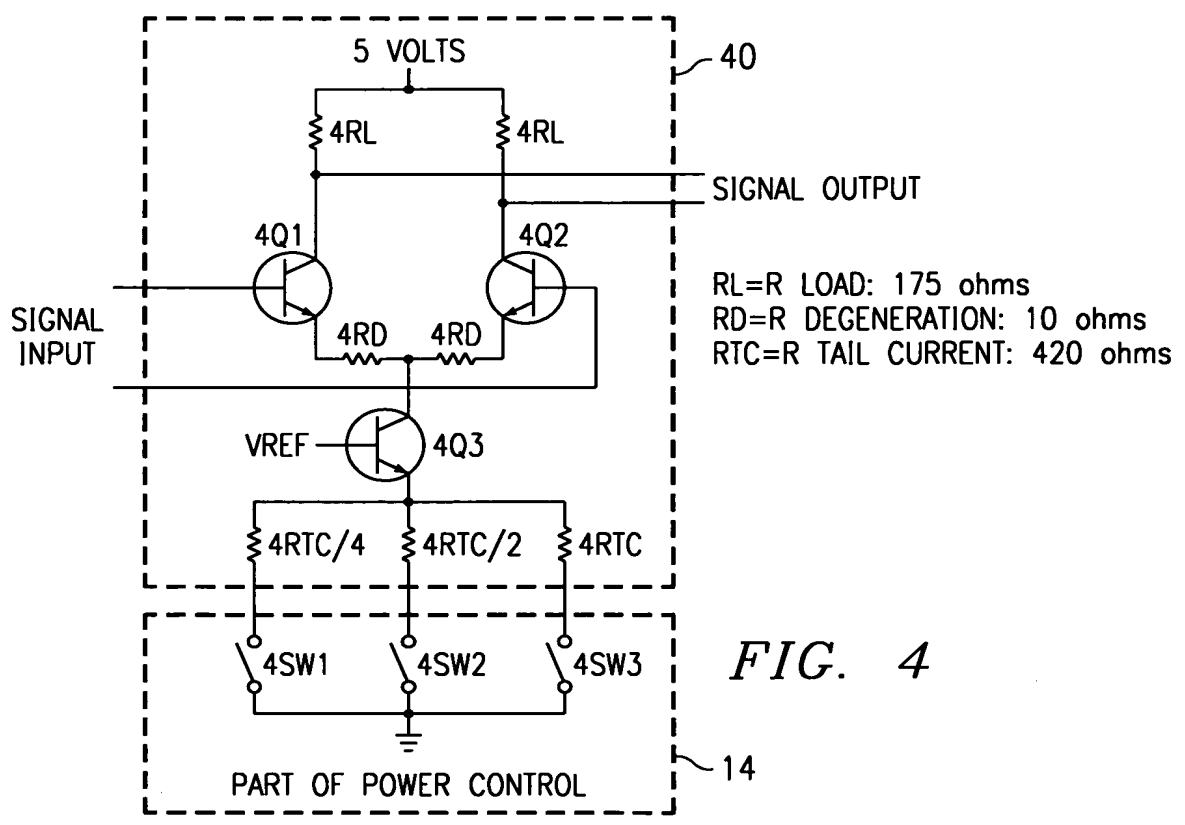 5 VOLTS
40
4RL
4RL
SIGNAL OUTPUT
4Q1
4Q2
RL=R LOAD: 175 ohms
RD=R DEGENERATION: 10 ohms
RTC=R TAIL CURRENT: 420 ohms
SIGNAL
INPUT
4RD
4RD
VREF
4Q3
4RTC/4
4RTC/2
4RTC
4SW1
4SW2
4SW3
FIG. 4
14
PART OF POWER CONTROL